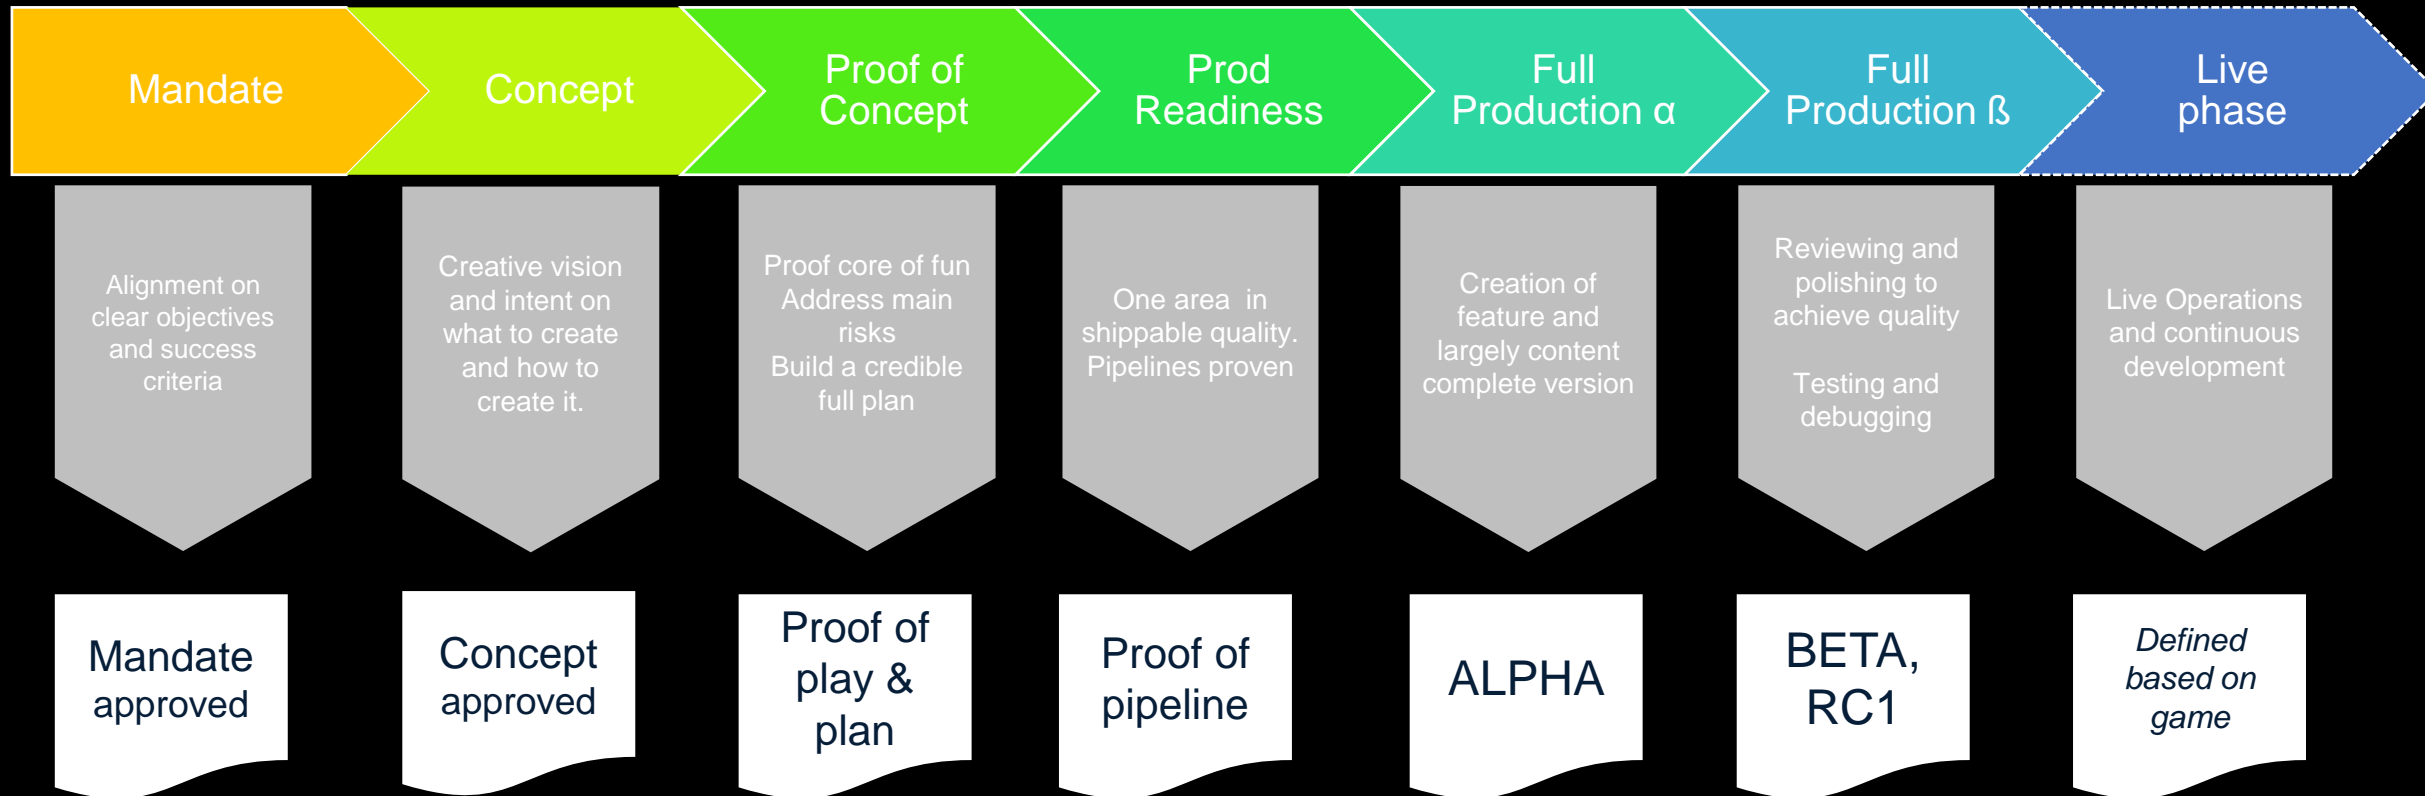 Mandate
Concept
Proof of
Concept
Prod
Readiness
Full
Production α
Full
Production ß
Live
phase
Alignment on
clear objectives
and success
criteria
Creative vision
and intent on
what to create
and how to
create it.
Proof core of fun
Address main
risks
Build a credible
full plan
One area in
shippable quality.
Pipelines proven
Creation of
feature and
largely content
complete version
Reviewing and
polishing to
achieve quality
Testing and
debugging
Live Operations
and continuous
development
Mandate
approved
Concept
approved
Proof of
play &
plan
Proof of
pipeline
ALPHA
BETA,
RC1
Defined
based on
game